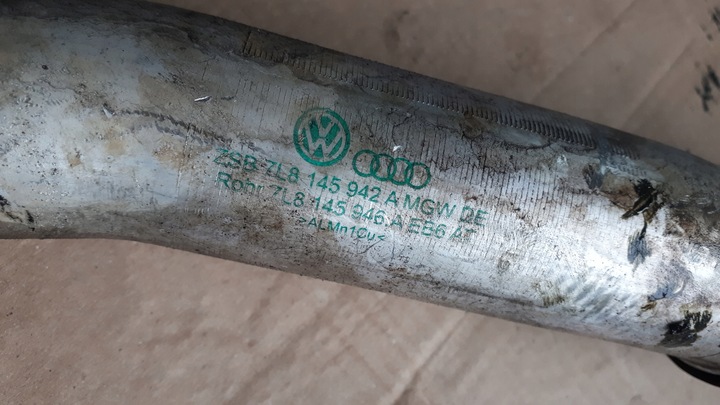 ZSB 7L8 145 942 A MGW DE
Rohr 7L8 145 946 A EB6 AT
>ALMn1Cu<